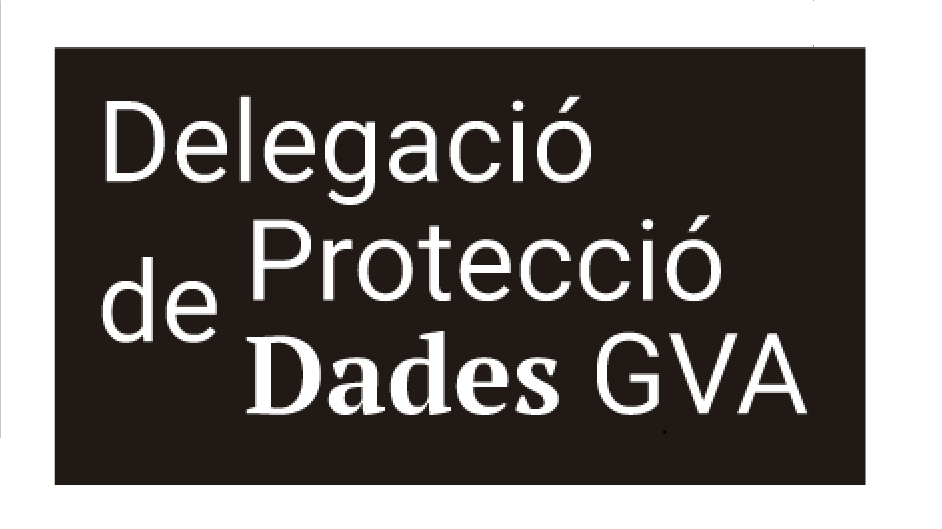 Delegació
de Protecció
Dades GVA